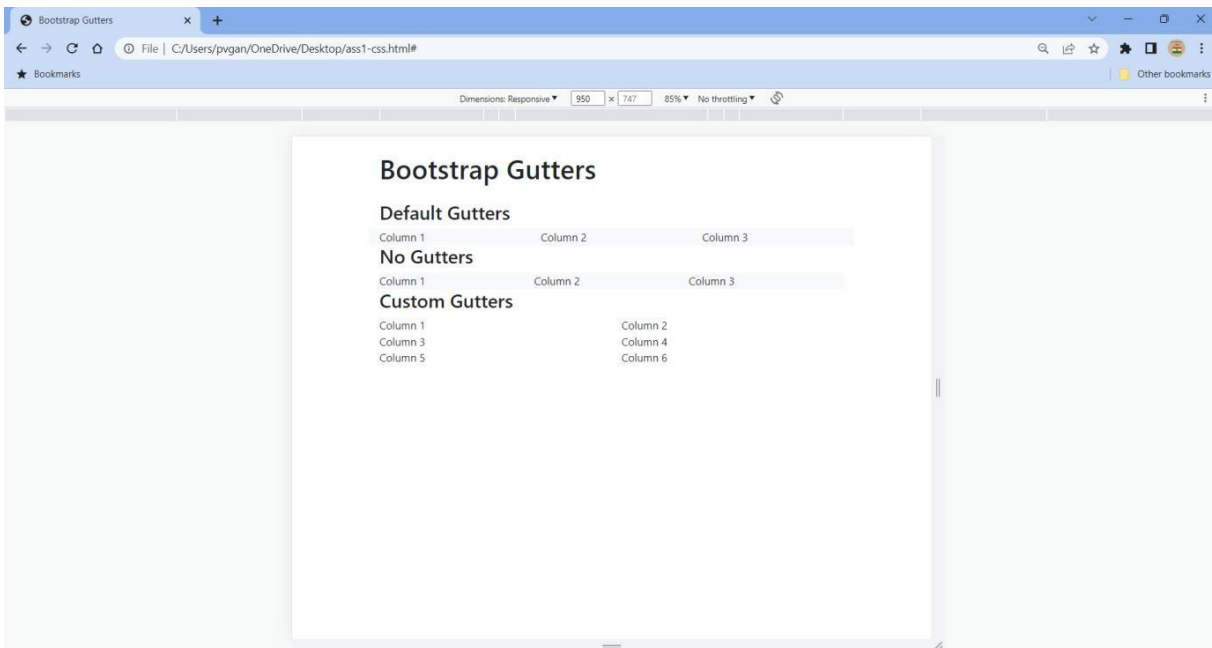 Bootstrap Gutters
File | C:/Users/pvgan/OneDrive/Desktop/ass1-css.html#
Bookmarks
Other bookmarks
Dimensions: Responsive ▼ 950 × 747 85% ▼ No throttling ▼
Bootstrap Gutters
Default Gutters
Column 1 Column 2 Column 3
No Gutters
Column 1 Column 2 Column 3
Custom Gutters
Column 1 Column 2
Column 3 Column 4
Column 5 Column 6